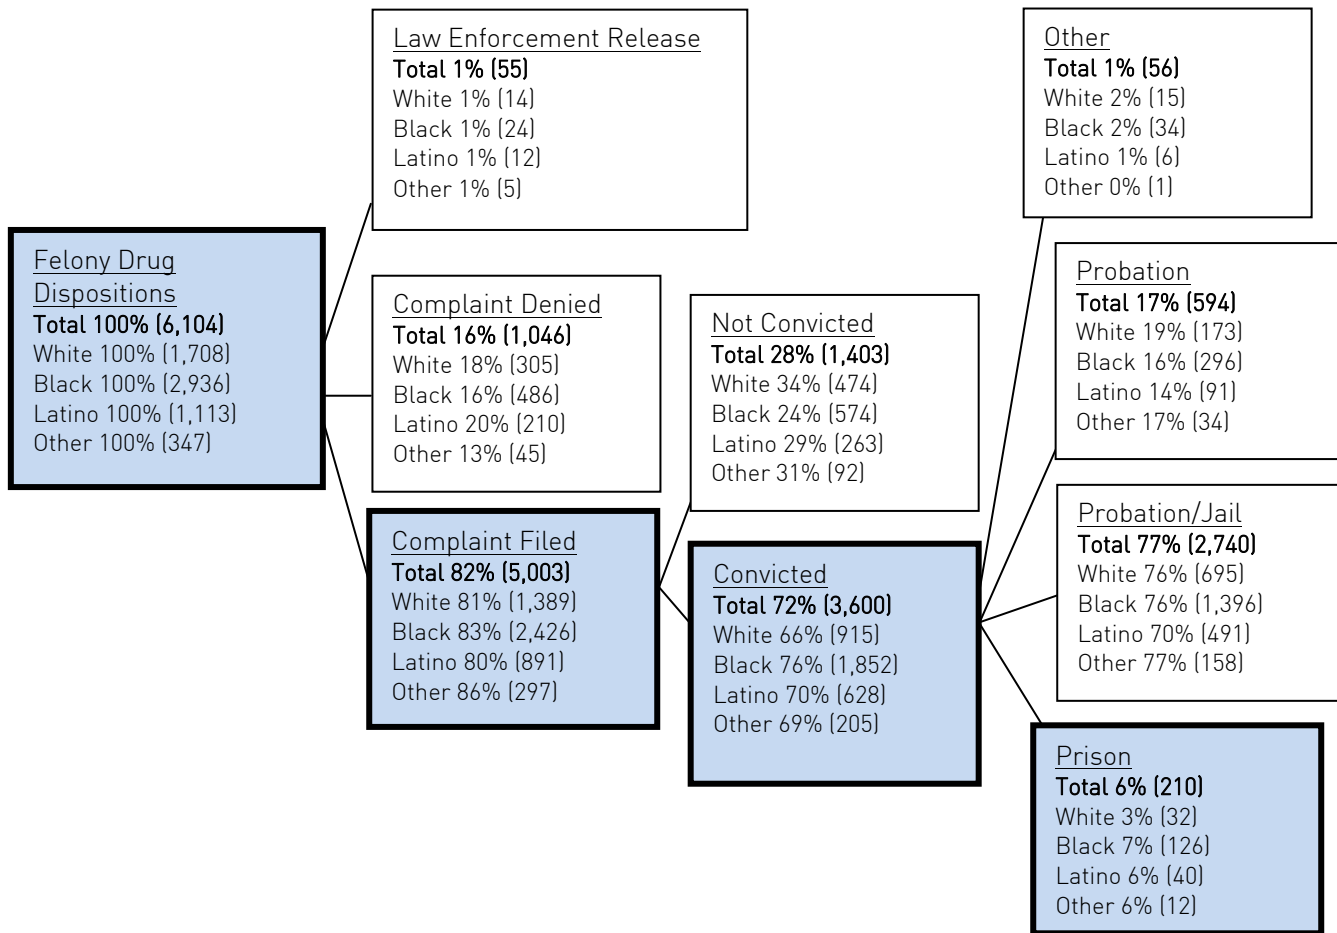 Felony Drug
Dispositions
Total 100% (6,104)
White 100% (1,708)
Black 100% (2,936)
Latino 100% (1,113)
Other 100% (347)
Law Enforcement Release
Total 1% (55)
White 1% (14)
Black 1% (24)
Latino 1% (12)
Other 1% (5)
Complaint Denied
Total 16% (1,046)
White 18% (305)
Black 16% (486)
Latino 20% (210)
Other 13% (45)
Complaint Filed
Total 82% (5,003)
White 81% (1,389)
Black 83% (2,426)
Latino 80% (891)
Other 86% (297)
Not Convicted
Total 28% (1,403)
White 34% (474)
Black 24% (574)
Latino 29% (263)
Other 31% (92)
Convicted
Total 72% (3,600)
White 66% (915)
Black 76% (1,852)
Latino 70% (628)
Other 69% (205)
Other
Total 1% (56)
White 2% (15)
Black 2% (34)
Latino 1% (6)
Other 0% (1)
Probation
Total 17% (594)
White 19% (173)
Black 16% (296)
Latino 14% (91)
Other 17% (34)
Probation/Jail
Total 77% (2,740)
White 76% (695)
Black 76% (1,396)
Latino 70% (491)
Other 77% (158)
Prison
Total 6% (210)
White 3% (32)
Black 7% (126)
Latino 6% (40)
Other 6% (12)